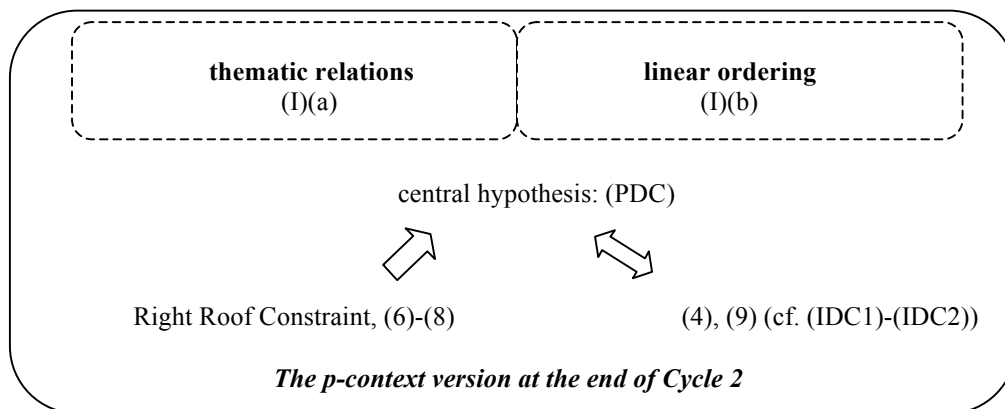 thematic relations
(I)(a)
linear ordering
(I)(b)
central hypothesis: (PDC)
Right Roof Constraint, (6)-(8)
(4), (9) (cf. (IDC1)-(IDC2))
The p-context version at the end of Cycle 2